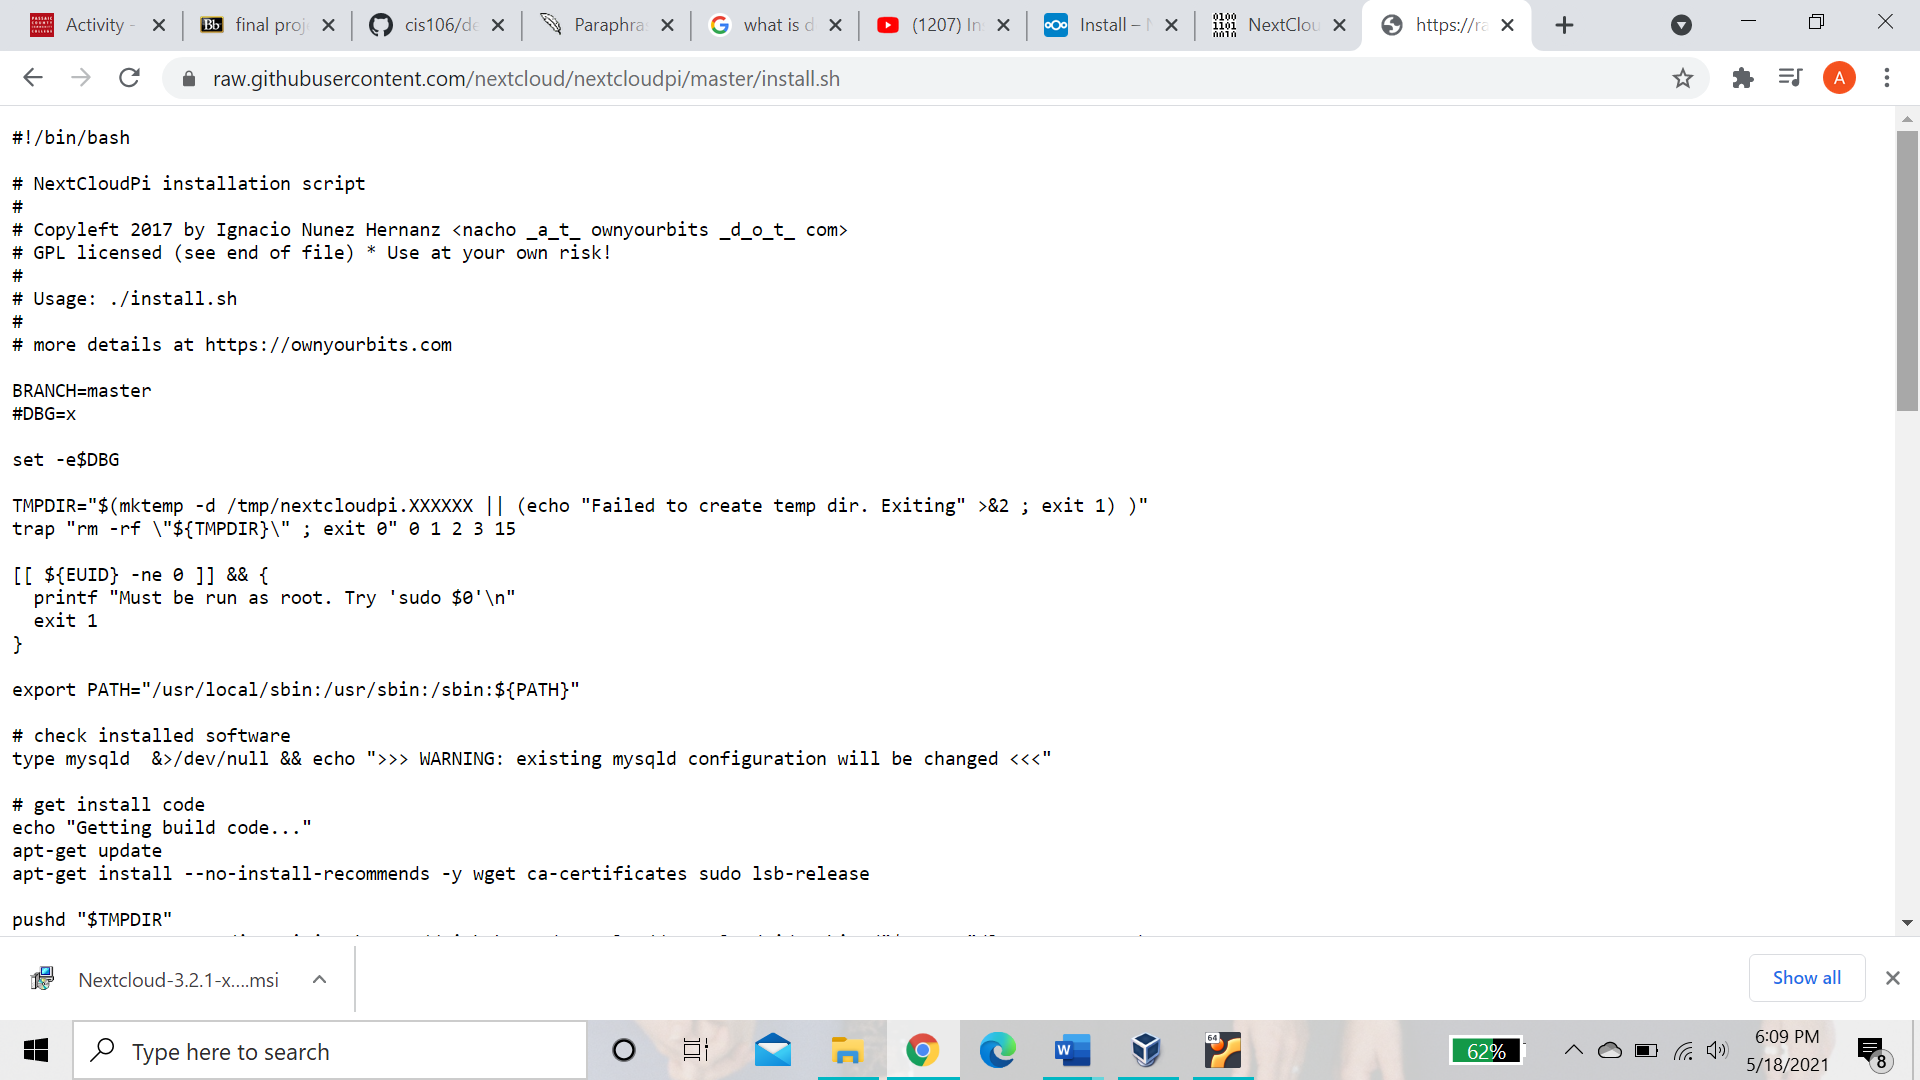 Activity -
final proj
cis106/de
Paraphra
what is d
(1207) In
Install – N
NextClou
https://ra
raw.githubusercontent.com/nextcloud/nextcloudpi/master/install.sh
A
#!/bin/bash
# NextCloudPi installation script
#
# Copyleft 2017 by Ignacio Nunez Hernanz <nacho _a_t_ ownyourbits _d_o_t_ com>
# GPL licensed (see end of file) * Use at your own risk!
#
# Usage: ./install.sh
#
# more details at https://ownyourbits.com
BRANCH=master
#DBG=x
set -e$DBG
TMPDIR="$(mktemp -d /tmp/nextcloudpi.XXXXXX || (echo "Failed to create temp dir. Exiting" >&2 ; exit 1) )"
trap "rm -rf \"${TMPDIR}\" ; exit 0" 0 1 2 3 15
[[ ${EUID} -ne 0 ]] && {
  printf "Must be run as root. Try 'sudo $0'\n"
  exit 1
}
export PATH="/usr/local/sbin:/usr/sbin:/sbin:${PATH}"
# check installed software
type mysqld  &>/dev/null && echo ">>> WARNING: existing mysqld configuration will be changed <<<"
# get install code
echo "Getting build code..."
apt-get update
apt-get install --no-install-recommends -y wget ca-certificates sudo lsb-release
pushd "$TMPDIR"
Nextcloud-3.2.1-x....msi
Show all
Type here to search
62%
6:09 PM
5/18/2021
8